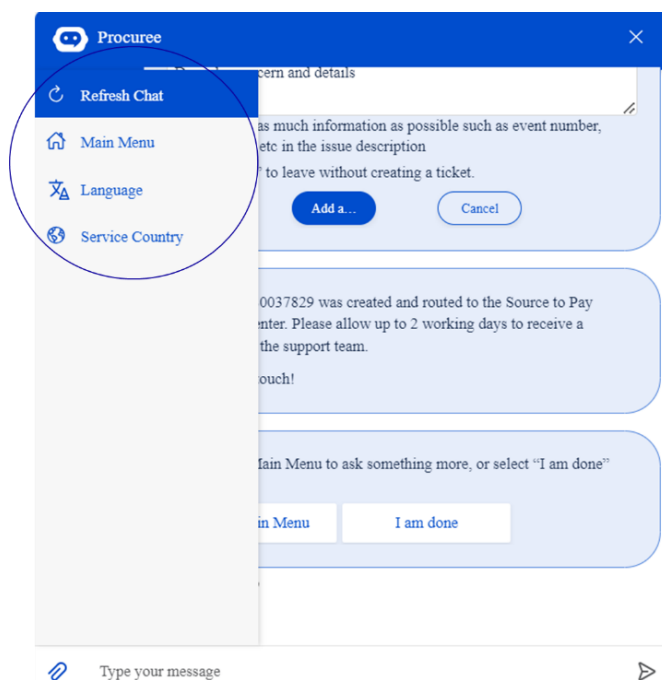 Procuree
Refresh Chat
Main Menu
Language
Service Country
and details
as much information as possible such as event number,
etc in the issue description
to leave without creating a ticket.
Add a...
Cancel
0037829 was created and routed to the Source to Pay
Please allow up to 2 working days to receive a
the support team.
touch!
Main Menu to ask something more, or select “I am done”
Menu
I am done
Type your message